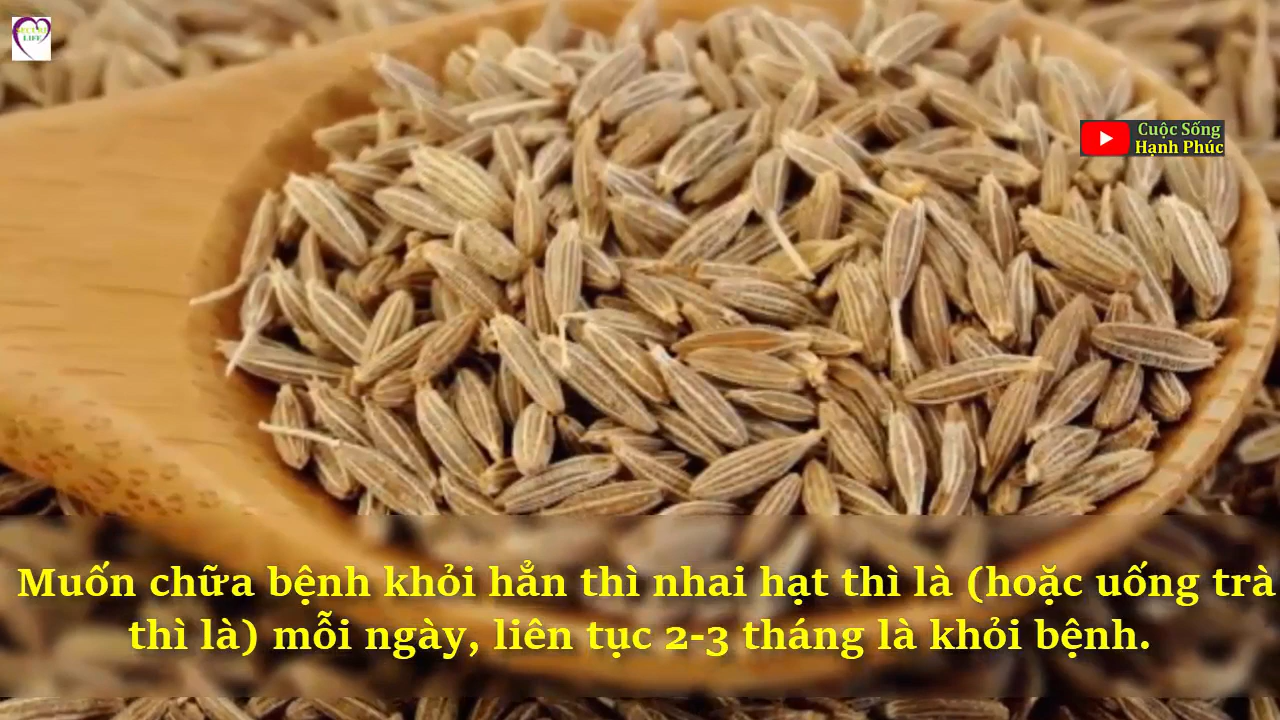 LIFE
Cuộc Sống
Hạnh Phúc
Muốn chữa bệnh khỏi hẳn thì nhai hạt thì là (hoặc uống trà
thì là) mỗi ngày, liên tục 2-3 tháng là khỏi bệnh.